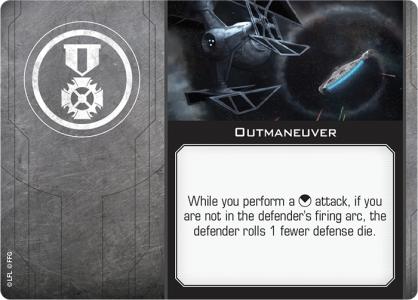 OUTMANEUVER
While you perform a attack, if you
are not in the defender's firing arc, the
defender rolls 1 fewer defense die.
©LFL ©FFG